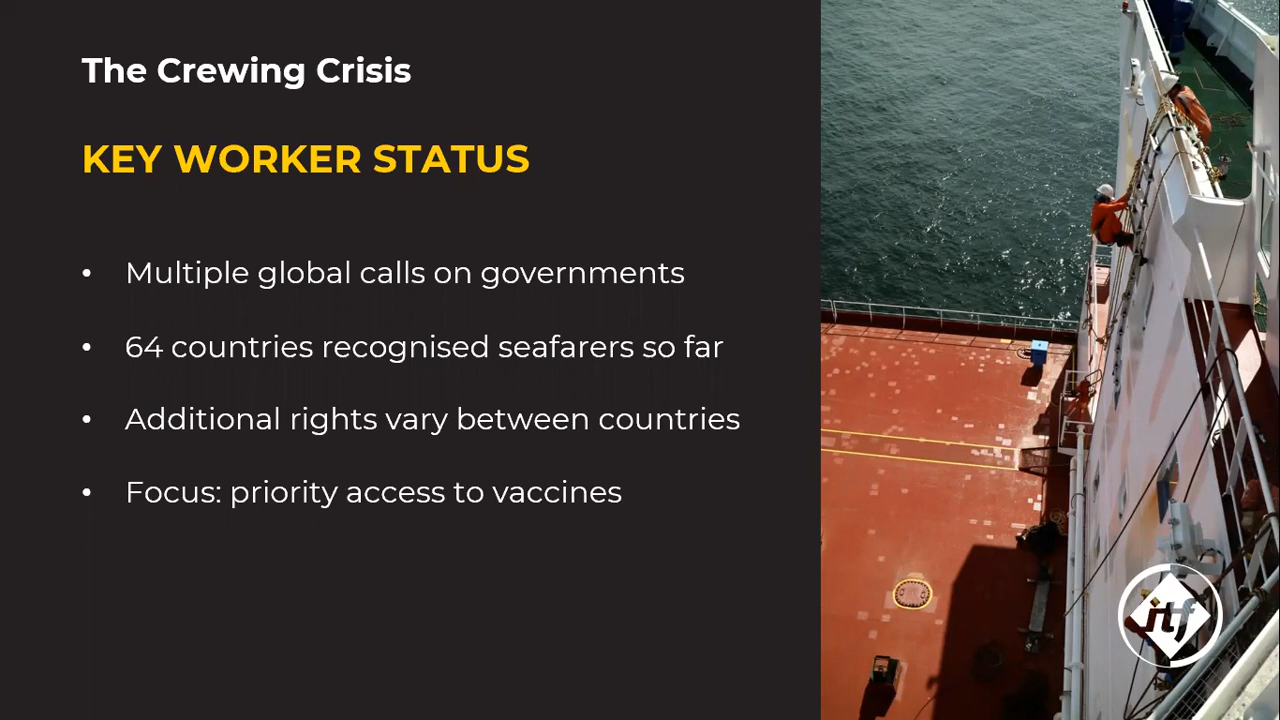 The Crewing Crisis
KEY WORKER STATUS
• Multiple global calls on governments
• 64 countries recognised seafarers so far
• Additional rights vary between countries
• Focus: priority access to vaccines
itf